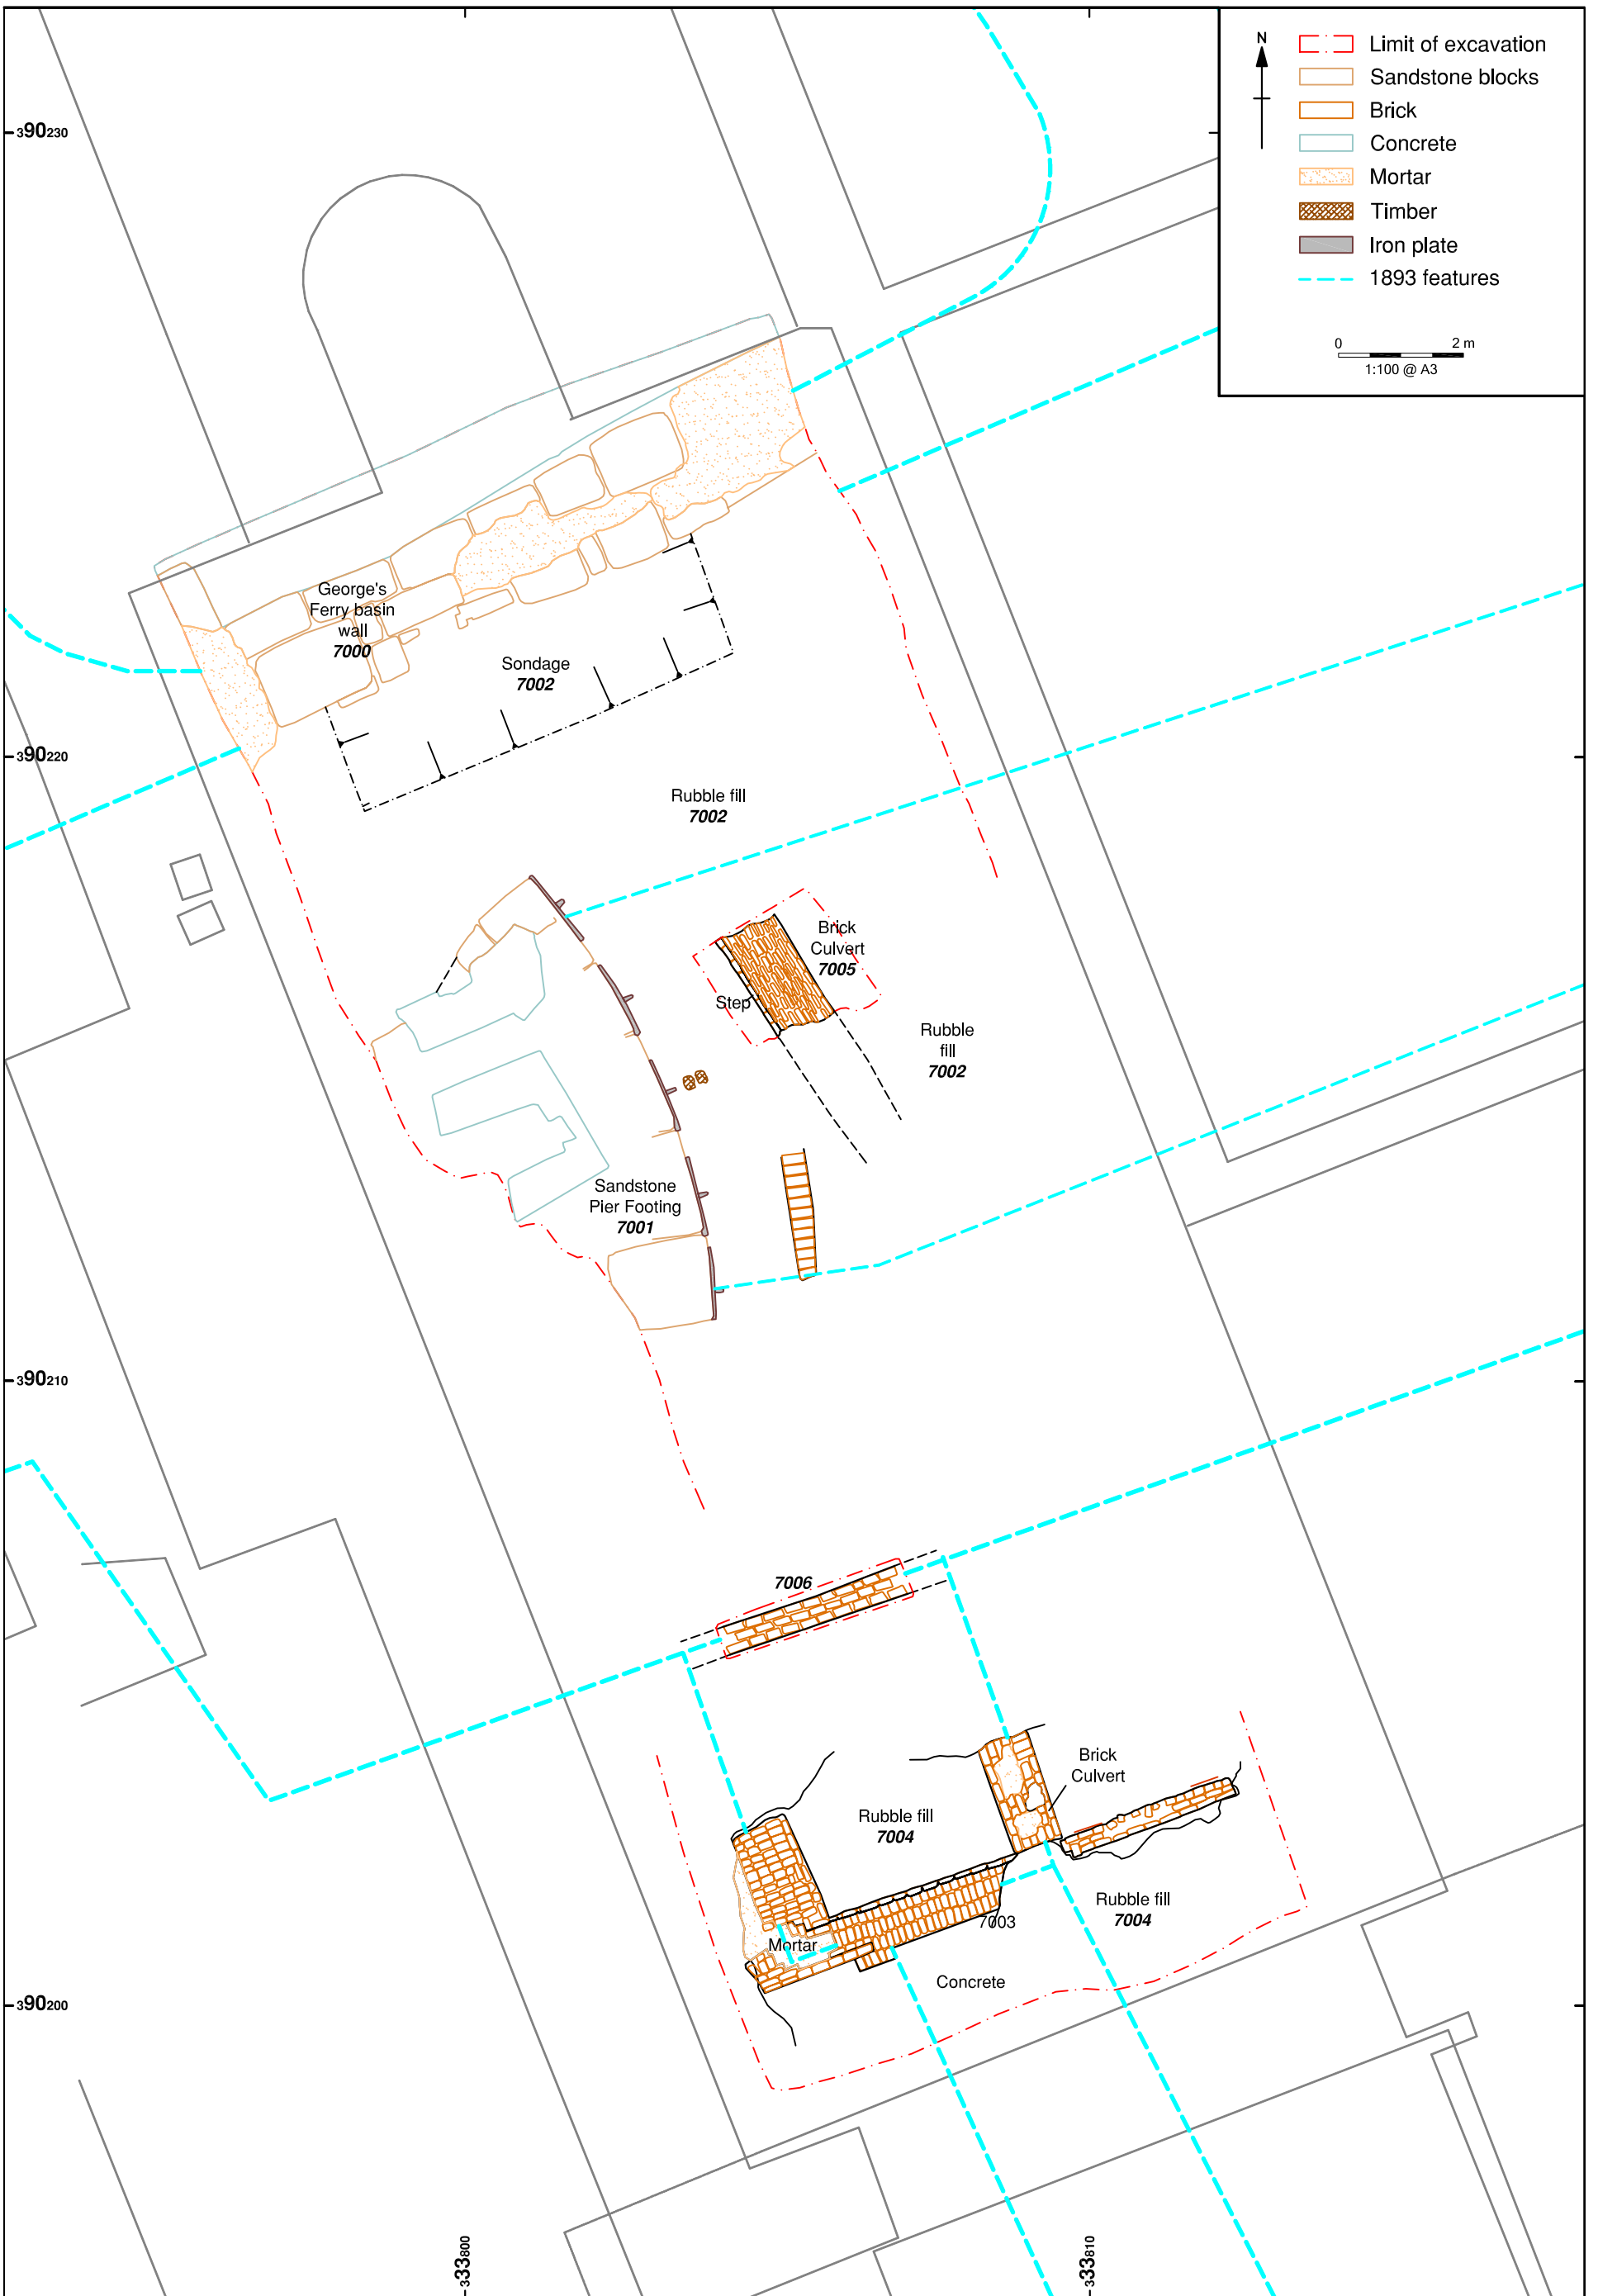 N
Limit of excavation
Sandstone blocks
Brick
Concrete
Mortar
Timber
Iron plate
1893 features
0 2 m
1:100 @ A3
390230
George's
Ferry basin
wall
7000
Sondage
7002
390220
Rubble fill
7002
Brick
Culvert
7005
Step
Rubble
fill
7002
Sandstone
Pier Footing
7001
390210
7006
Brick
Culvert
Rubble fill
7004
Rubble fill
7004
7003
Mortar
Concrete
390200
333800
333810